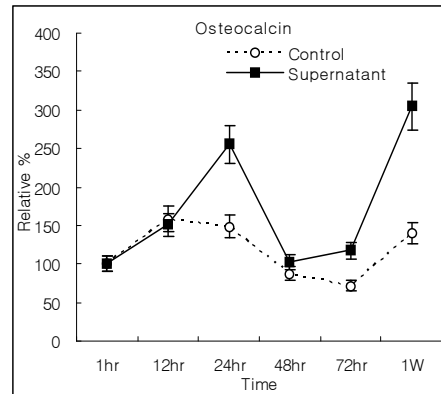 Osteocalcin
Control
Supernatant
Relative %
400
350
300
250
200
150
100
50
0
1hr 12hr 24hr 48hr 72hr 1W
Time